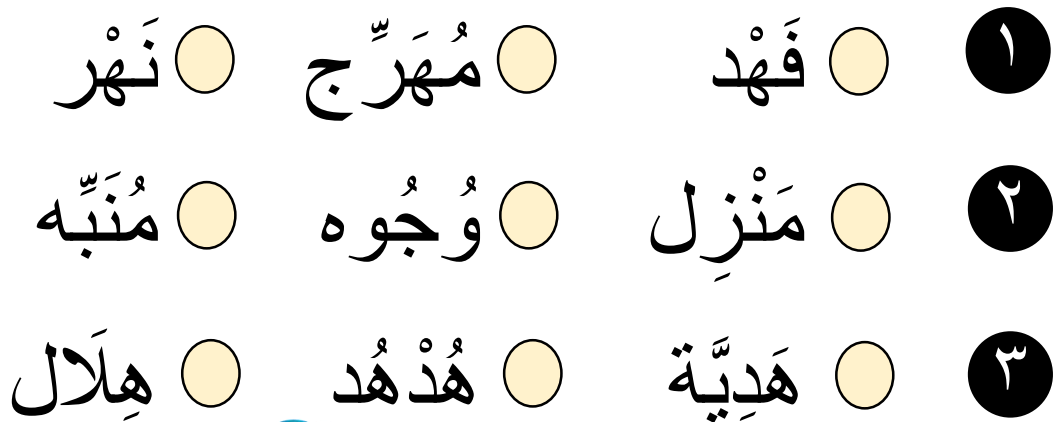 ١ فَهْد مُهَرِّج نَهْر
٢ مَنْزِل وُجُوه مُنَبِّه
٣ هَدِيَّة هُدْهُد هِلَال